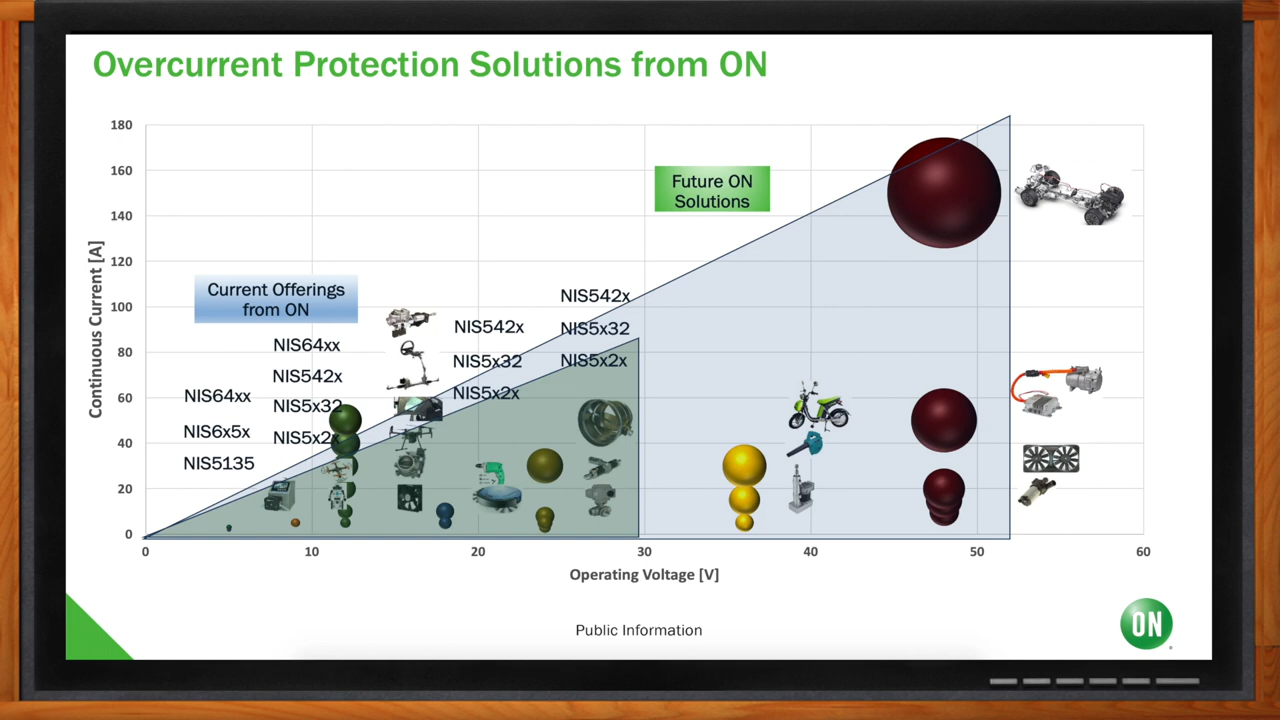 Overcurrent Protection Solutions from ON
180
160
140
120
100
80
60
40
20
0
Continuous Current [A]
Future ON
Solutions
Current Offerings
from ON
NIS64xx
NIS6x5x
NIS5135
NIS64xx
NIS542x
NIS5x32
NIS5x2x
NIS542x
NIS5x32
NIS5x2x
NIS542x
NIS5x32
NIS5x2x
0
10
20
30
40
50
60
Operating Voltage [V]
Public Information
ON